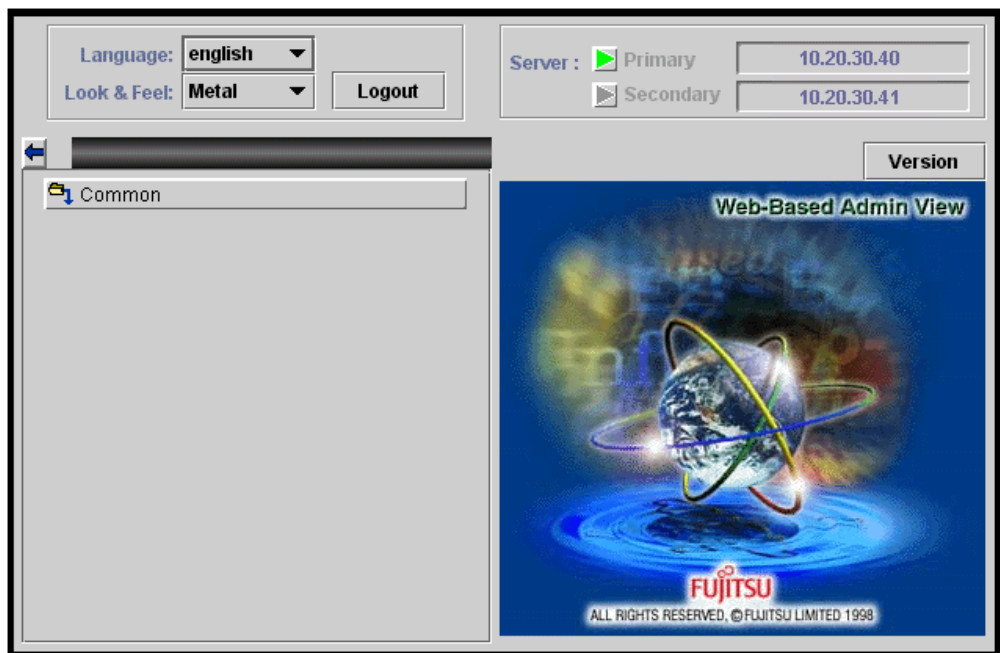 Language: english
Look & Feel: Metal Logout
Server : Primary 10.20.30.40
Secondary 10.20.30.41
Version
Common
Web-Based Admin View
FUJITSU
ALL RIGHTS RESERVED, © FUJITSU LIMITED 1998